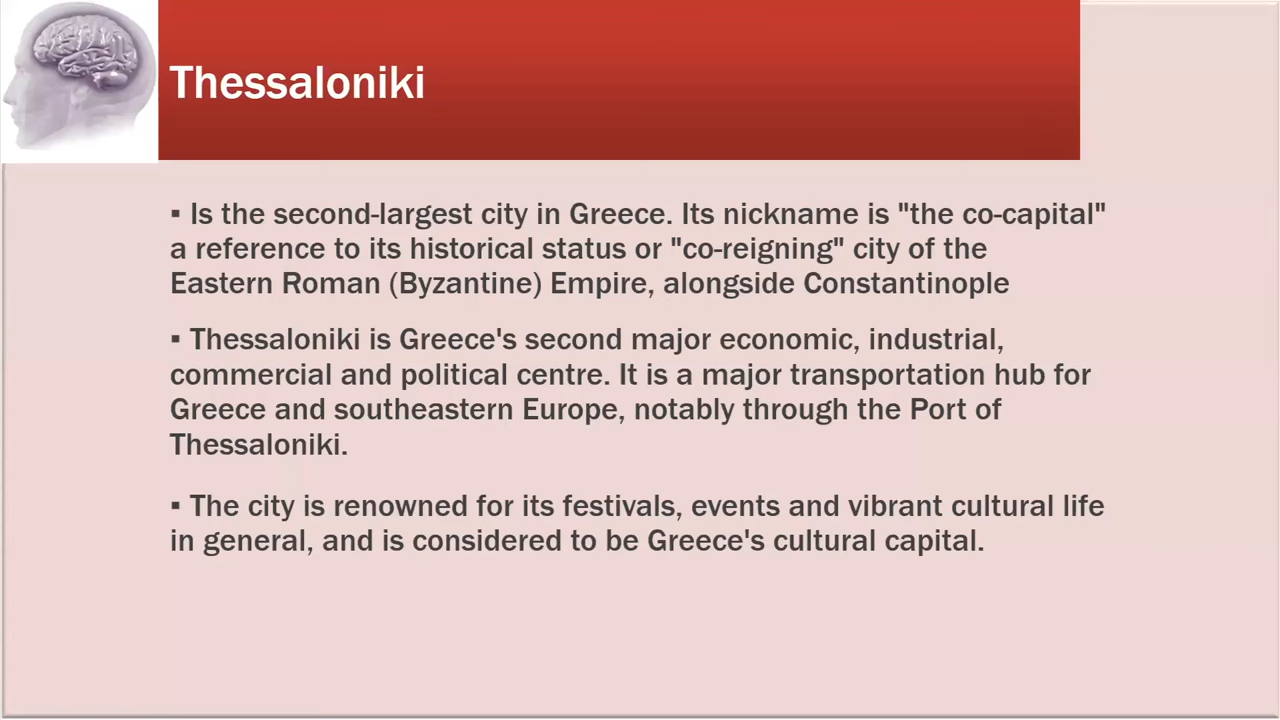 Thessaloniki
▪ Is the second-largest city in Greece. Its nickname is "the co-capital"
a reference to its historical status or "co-reigning" city of the
Eastern Roman (Byzantine) Empire, alongside Constantinople
▪ Thessaloniki is Greece's second major economic, industrial,
commercial and political centre. It is a major transportation hub for
Greece and southeastern Europe, notably through the Port of
Thessaloniki.
▪ The city is renowned for its festivals, events and vibrant cultural life
in general, and is considered to be Greece's cultural capital.